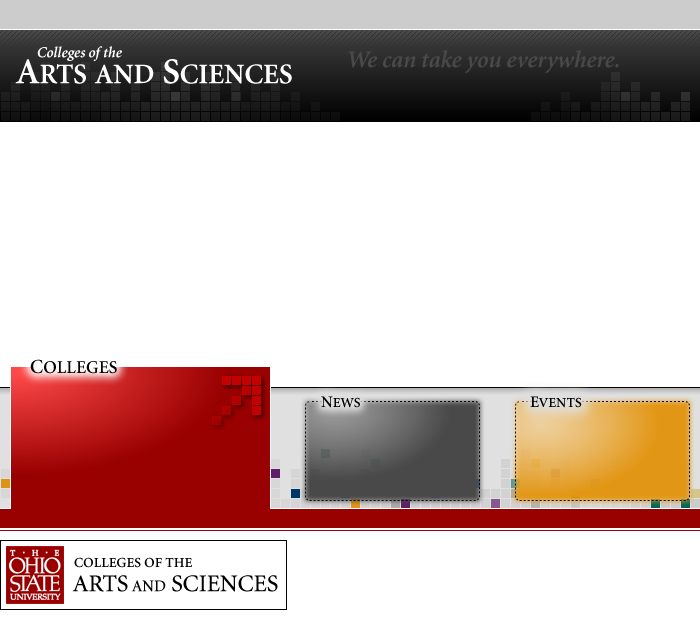 Colleges of the
ARTS AND SCIENCES
We can take you everywhere.
COLLEGES
NEWS
EVENTS
T · H · E
OHIO
STATE
UNIVERSITY
COLLEGES OF THE
ARTS AND SCIENCES